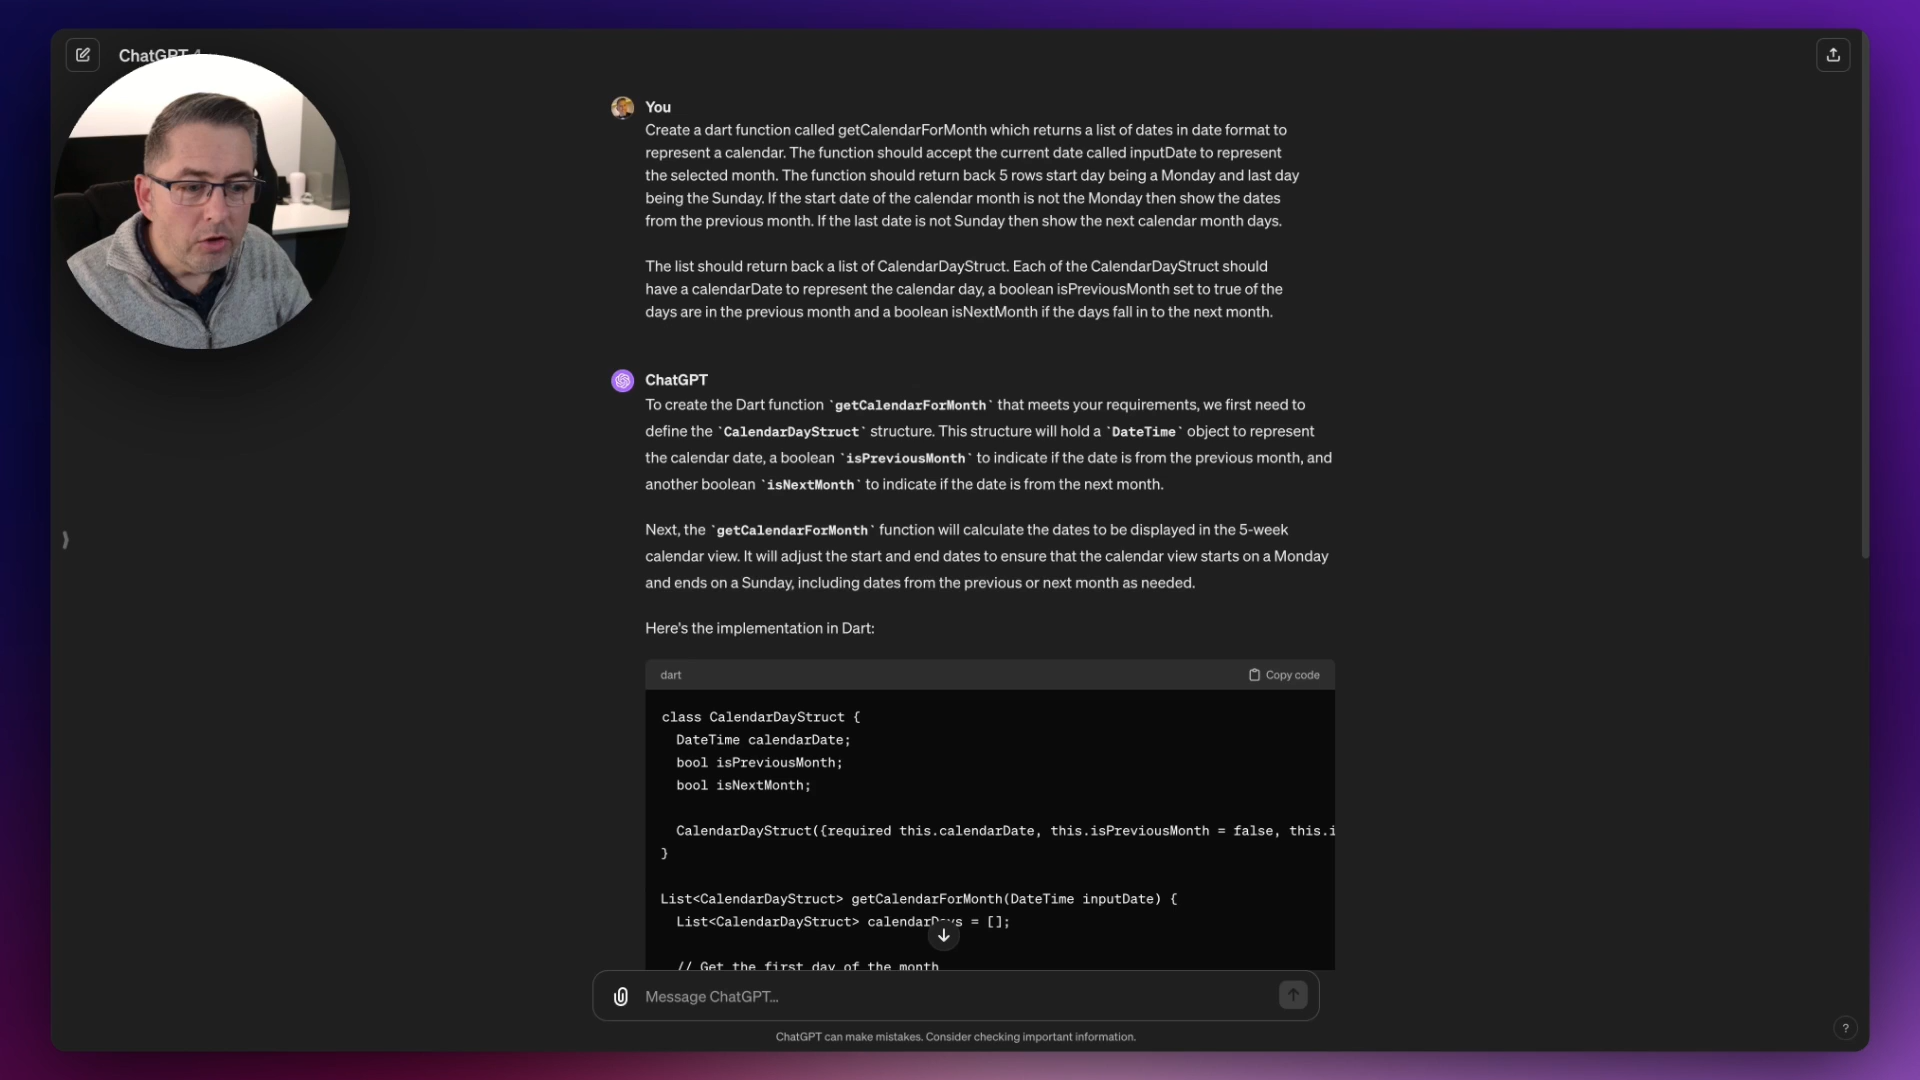 ChatGPT 4
You
Create a dart function called getCalendarForMonth which returns a list of dates in date format to
represent a calendar. The function should accept the current date called inputDate to represent
the selected month. The function should return back 5 rows start day being a Monday and last day
being the Sunday. If the start date of the calendar month is not the Monday then show the dates
from the previous month. If the last date is not Sunday then show the next calendar month days.
The list should return back a list of CalendarDayStruct. Each of the CalendarDayStruct should
have a calendarDate to represent the calendar day, a boolean isPreviousMonth set to true of the
days are in the previous month and a boolean isNextMonth if the days fall in to the next month.
ChatGPT
To create the Dart function `getCalendarForMonth` that meets your requirements, we first need to
define the `CalendarDayStruct` structure. This structure will hold a `DateTime` object to represent
the calendar date, a boolean `isPreviousMonth` to indicate if the date is from the previous month, and
another boolean `isNextMonth` to indicate if the date is from the next month.
Next, the `getCalendarForMonth` function will calculate the dates to be displayed in the 5-week
calendar view. It will adjust the start and end dates to ensure that the calendar view starts on a Monday
and ends on a Sunday, including dates from the previous or next month as needed.
Here's the implementation in Dart:
dart Copy code
class CalendarDayStruct {
DateTime calendarDate;
bool isPreviousMonth;
bool isNextMonth;
CalendarDayStruct({required this.calendarDate, this.isPreviousMonth = false, this.i
}
List<CalendarDayStruct> getCalendarForMonth(DateTime inputDate) {
List<CalendarDayStruct> calendarDays = [];
// Get the first day of the month
Message ChatGPT...
ChatGPT can make mistakes. Consider checking important information.
?